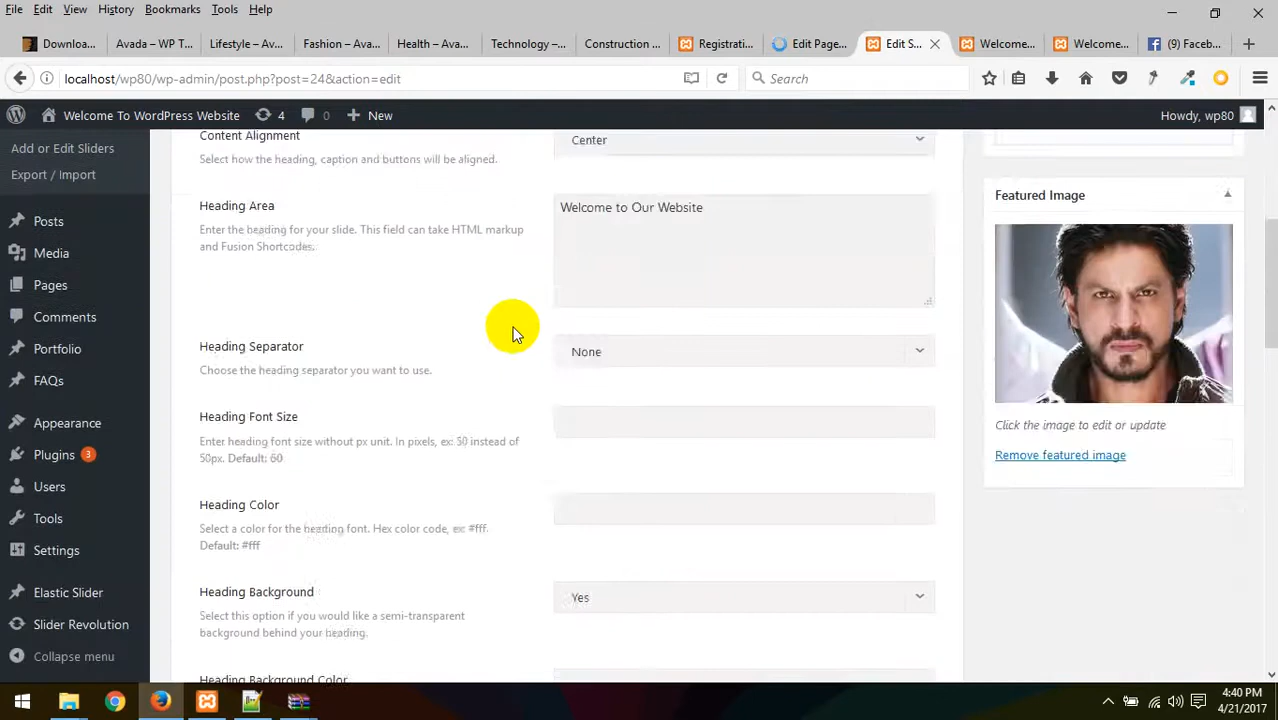 File Edit View History Bookmarks Tools Help
Downloa... Avada – WP T... Lifestyle – Av... Fashion – Av... Health – Ava... Technology –... Construction ... Registrati... Edit Page... Edit S... Welcome... Welcome... (9) Faceb...
localhost/wp80/wp-admin/post.php?post=24&action=edit Search
Welcome To WordPress Website 4 0 New Howdy, wp80
Add or Edit Sliders
Export / Import
Posts
Media
Pages
Comments
Portfolio
FAQs
Appearance
Plugins 3
Users
Tools
Settings
Elastic Slider
Slider Revolution
Collapse menu
Content Alignment
Select how the heading, caption and buttons will be aligned.
Center
Heading Area
Enter the heading for your slide. This field can take HTML markup
and Fusion Shortcodes.
Welcome to Our Website
Heading Separator
Choose the heading separator you want to use.
None
Heading Font Size
Enter heading font size without px unit. In pixels, ex: 50 instead of
50px. Default: 60
Heading Color
Select a color for the heading font. Hex color code, ex: #fff.
Default: #fff
Heading Background
Select this option if you would like a semi-transparent
background behind your heading.
Yes
Heading Background Color
Featured Image
Click the image to edit or update
Remove featured image
4:40 PM
4/21/2017